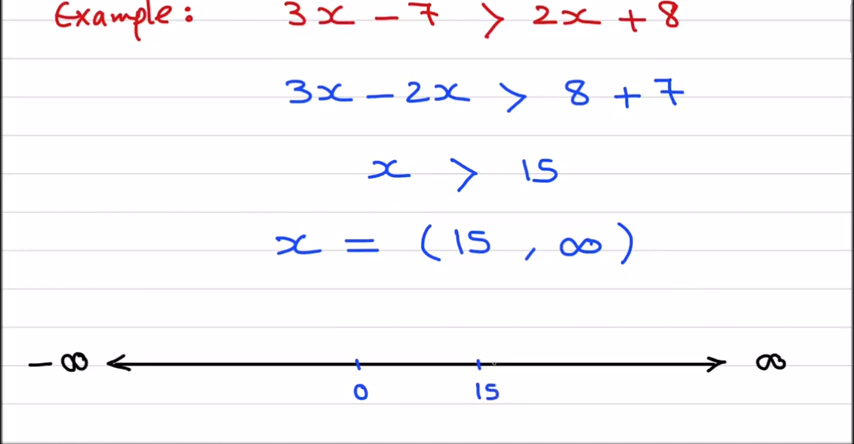 Example: 3x - 7 > 2x + 8
3x - 2x > 8 + 7
x > 15
x = (15, ∞)
-∞ ∞
0 15